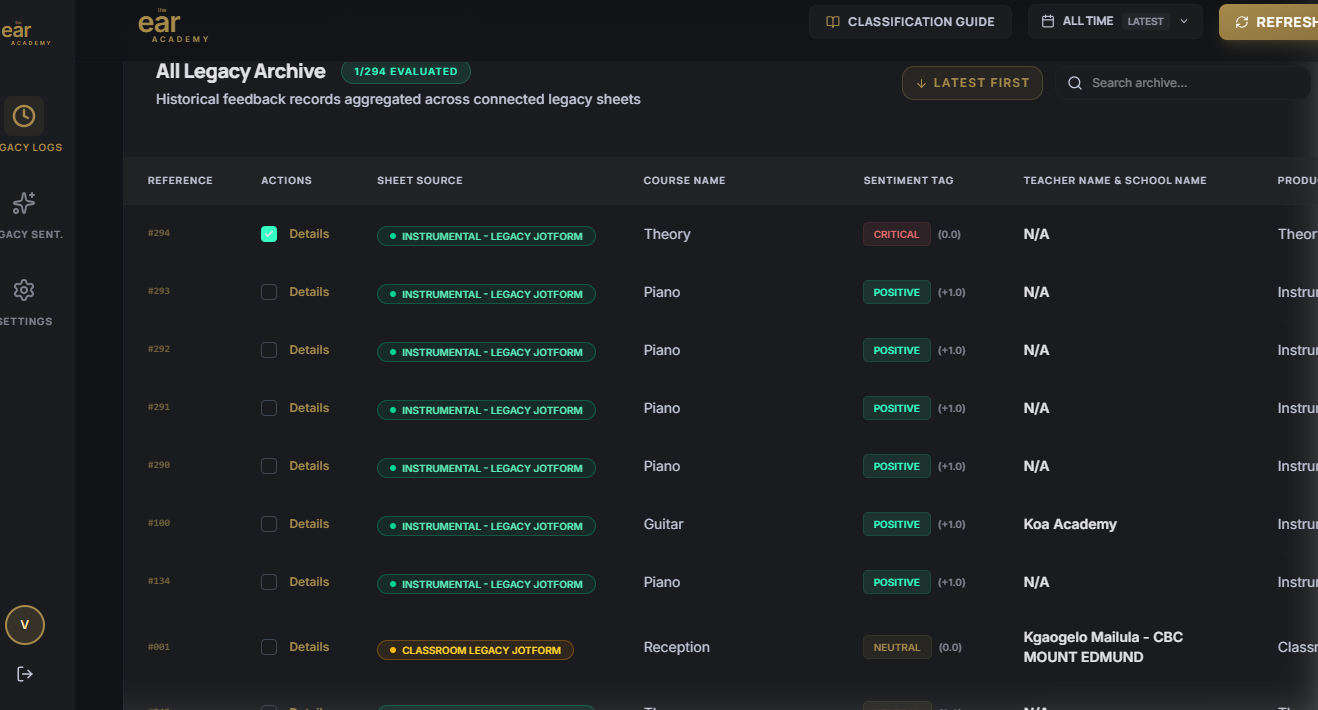 the
ear
ACADEMY
the
ear
ACADEMY
CLASSIFICATION GUIDE
ALL TIME LATEST
REFRESH
All Legacy Archive 1/294 EVALUATED
Historical feedback records aggregated across connected legacy sheets
LATEST FIRST
Search archive...
GACY LOGS
GACY SENT.
SETTINGS
V
REFERENCE ACTIONS SHEET SOURCE COURSE NAME SENTIMENT TAG TEACHER NAME & SCHOOL NAME PRODU
#294 Details INSTRUMENTAL - LEGACY JOTFORM Theory CRITICAL (0.0) N/A Theor
#293 Details INSTRUMENTAL - LEGACY JOTFORM Piano POSITIVE (+1.0) N/A Instru
#292 Details INSTRUMENTAL - LEGACY JOTFORM Piano POSITIVE (+1.0) N/A Instru
#291 Details INSTRUMENTAL - LEGACY JOTFORM Piano POSITIVE (+1.0) N/A Instru
#290 Details INSTRUMENTAL - LEGACY JOTFORM Piano POSITIVE (+1.0) N/A Instru
#100 Details INSTRUMENTAL - LEGACY JOTFORM Guitar POSITIVE (+1.0) Koa Academy Instru
#134 Details INSTRUMENTAL - LEGACY JOTFORM Piano POSITIVE (+1.0) N/A Instru
#001 Details CLASSROOM LEGACY JOTFORM Reception NEUTRAL (0.0) Kgaogelo Mailula - CBC
MOUNT EDMUND Classr